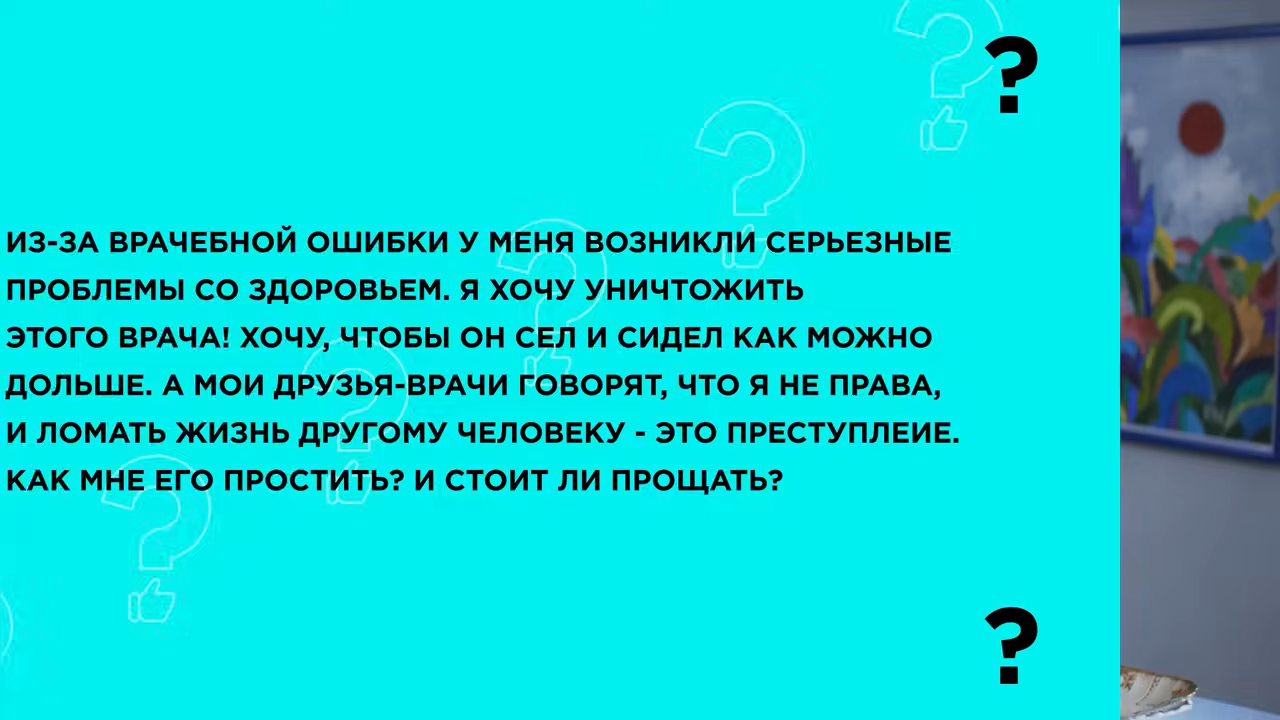 ?
ИЗ-ЗА ВРАЧЕБНОЙ ОШИБКИ У МЕНЯ ВОЗНИКЛИ СЕРЬЕЗНЫЕ
ПРОБЛЕМЫ СО ЗДОРОВЬЕМ. Я ХОЧУ УНИЧТОЖИТЬ
ЭТОГО ВРАЧА! ХОЧУ, ЧТОБЫ ОН СЕЛ И СИДЕЛ КАК МОЖНО
ДОЛЬШЕ. А МОИ ДРУЗЬЯ-ВРАЧИ ГОВОРЯТ, ЧТО Я НЕ ПРАВА,
И ЛОМАТЬ ЖИЗНЬ ДРУГОМУ ЧЕЛОВЕКУ - ЭТО ПРЕСТУПЛЕИЕ.
КАК МНЕ ЕГО ПРОСТИТЬ? И СТОИТ ЛИ ПРОЩАТЬ?
?